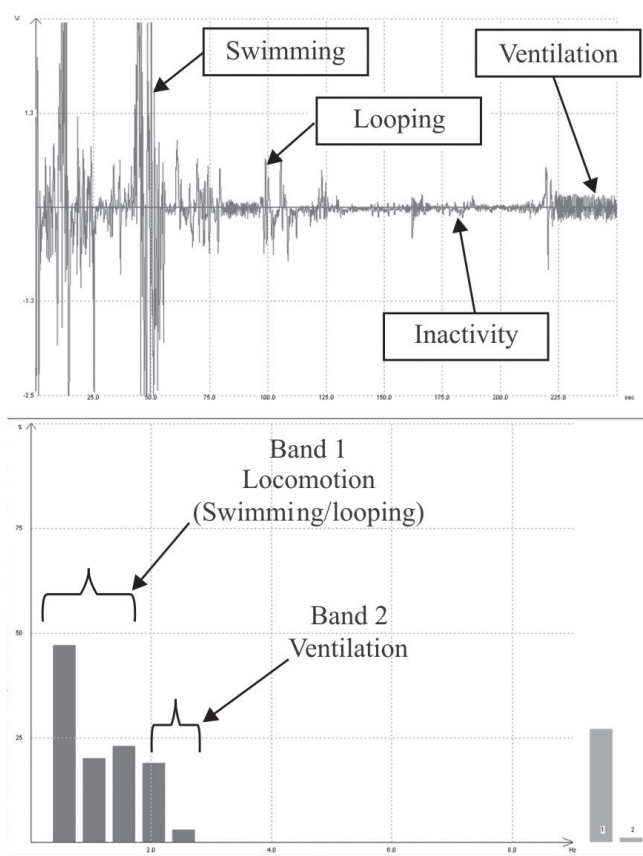 V
Swimming
Ventilation
1.3
Looping
-1.3
Inactivity
-2.5
25.0 50.0 75.0 100.0 125.0 150.0 175.0 200.0 225.0 sec
%
Band 1
Locomotion
(Swimming/looping)
75
Band 2
Ventilation
50
25
1 2
2.0 4.0 6.0 8.0 Hz